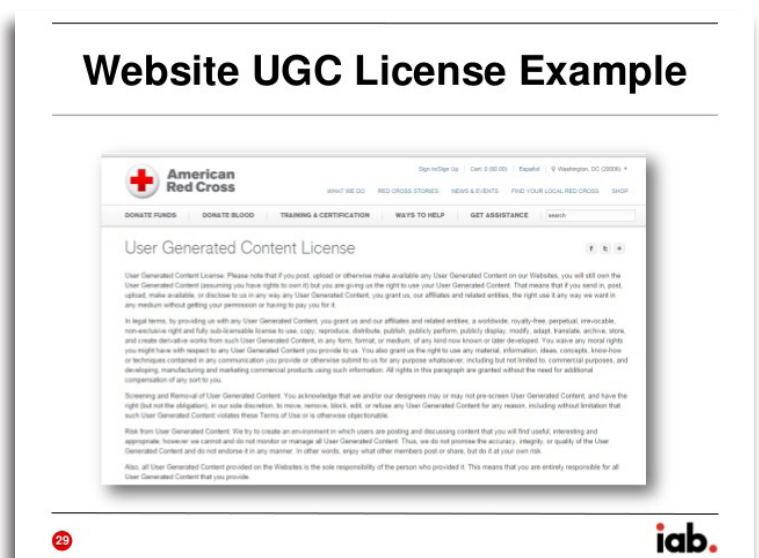 Website UGC License Example
American
Red Cross
Sign In/Sign Up | Cart: 0 ($0.00) | Español | Washington, DC (20006)
WHAT WE DO RED CROSS STORIES NEWS & EVENTS FIND YOUR LOCAL RED CROSS SHOP
DONATE FUNDS DONATE BLOOD TRAINING & CERTIFICATION WAYS TO HELP GET ASSISTANCE search
User Generated Content License
User Generated Content License. Please note that if you post, upload or otherwise make available any User Generated Content on our Websites, you will still own the
User Generated Content (assuming you have rights to own it) but you are giving us the right to use your User Generated Content. That means that if you send in, post,
upload, make available, or disclose to us in any way any User Generated Content, you grant us, our affiliates and related entities, the right use it any way we want in
any medium without getting your permission or having to pay you for it.
In legal terms, by providing us with any User Generated Content, you grant us and our affiliates and related entities, a worldwide, royalty-free, perpetual, irrevocable,
non-exclusive right and fully sub-licensable license to use, copy, reproduce, distribute, publish, publicly perform, publicly display, modify, adapt, translate, archive, store,
and create derivative works from such User Generated Content, in any form, format, or medium, of any kind now known or later developed. You waive any moral rights
you might have with respect to any User Generated Content you provide to us. You also grant us the right to use any material, information, ideas, concepts, know-how
or techniques contained in any communication you provide or otherwise submit to us for any purpose whatsoever, including but not limited to, commercial purposes, and
developing, manufacturing and marketing commercial products using such information. All rights in this paragraph are granted without the need for additional
compensation of any sort to you.
Screening and Removal of User Generated Content. You acknowledge that we and/or our designees may or may not pre-screen User Generated Content, and have the
right (but not the obligation), in our sole discretion, to move, remove, block, edit, or refuse any User Generated Content for any reason, including without limitation that
such User Generated Content violates these Terms of Use or is otherwise objectionable.
Risk from User Generated Content. We try to create an environment in which users are posting and discussing content that you will find useful, interesting and
appropriate; however we cannot and do not monitor or manage all User Generated Content. Thus, we do not promise the accuracy, integrity, or quality of the User
Generated Content and do not endorse it in any manner. In other words, enjoy what other members post or share, but do it at your own risk.
Also, all User Generated Content provided on the Websites is the sole responsibility of the person who provided it. This means that you are entirely responsible for all
User Generated Content that you provide.
29
iab.